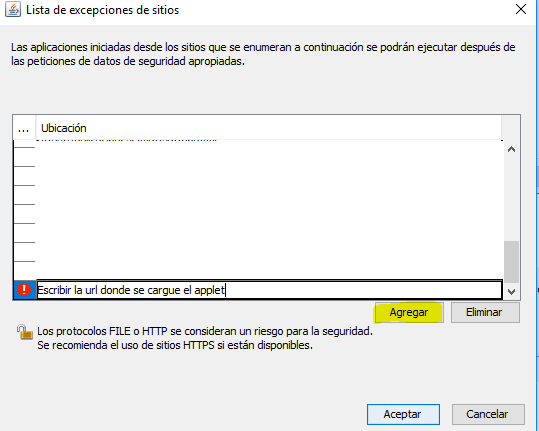 Lista de excepciones de sitios
Las aplicaciones iniciadas desde los sitios que se enumeran a continuación se podrán ejecutar después de
las peticiones de datos de seguridad apropiadas.
... Ubicación
Escribir la url donde se cargue el applet
Agregar Eliminar
Los protocolos FILE o HTTP se consideran un riesgo para la seguridad.
Se recomienda el uso de sitios HTTPS si están disponibles.
Aceptar Cancelar